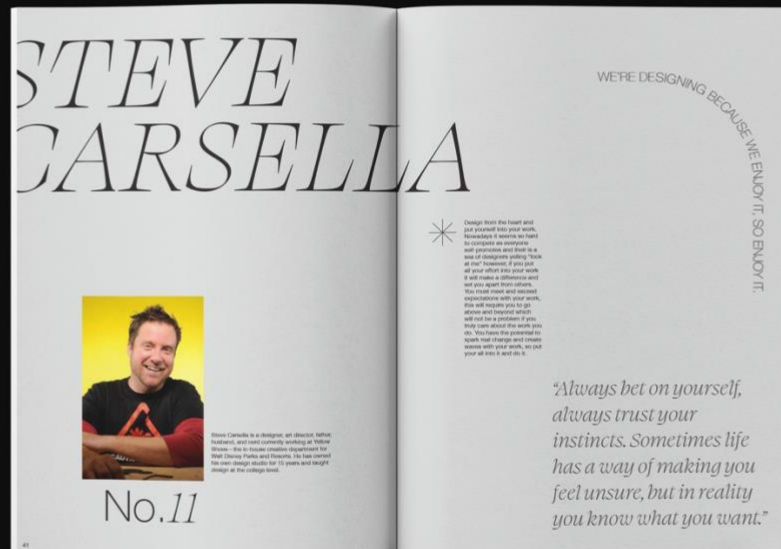 STEVE
CARSELLA
WE'RE DESIGNING BECAUSE WE ENJOY IT, SO ENJOY IT.
Design from the heart and
put yourself into your work.
Nowadays it seems so hard
to compete as everyone
self-promotes and their is a
sea of designers yelling "look
at me" however, if you put
all your effort into your work
it will make a difference and
set you apart from others.
You must meet and exceed
expectations with your work,
this will require you to go
above and beyond which
will not be a problem if you
truly care about the work you
do. You have the potential to
spark real change and create
waves with your work, so put
your all into it and do it.
Steve Carsella is a designer, art director, father,
husband, and nerd currently working at Yellow
Shoes – the in-house creative department for
Walt Disney Parks and Resorts. He has owned
his own design studio for 15 years and taught
design at the college level.
No.11
“Always bet on yourself,
always trust your
instincts. Sometimes life
has a way of making you
feel unsure, but in reality
you know what you want.”